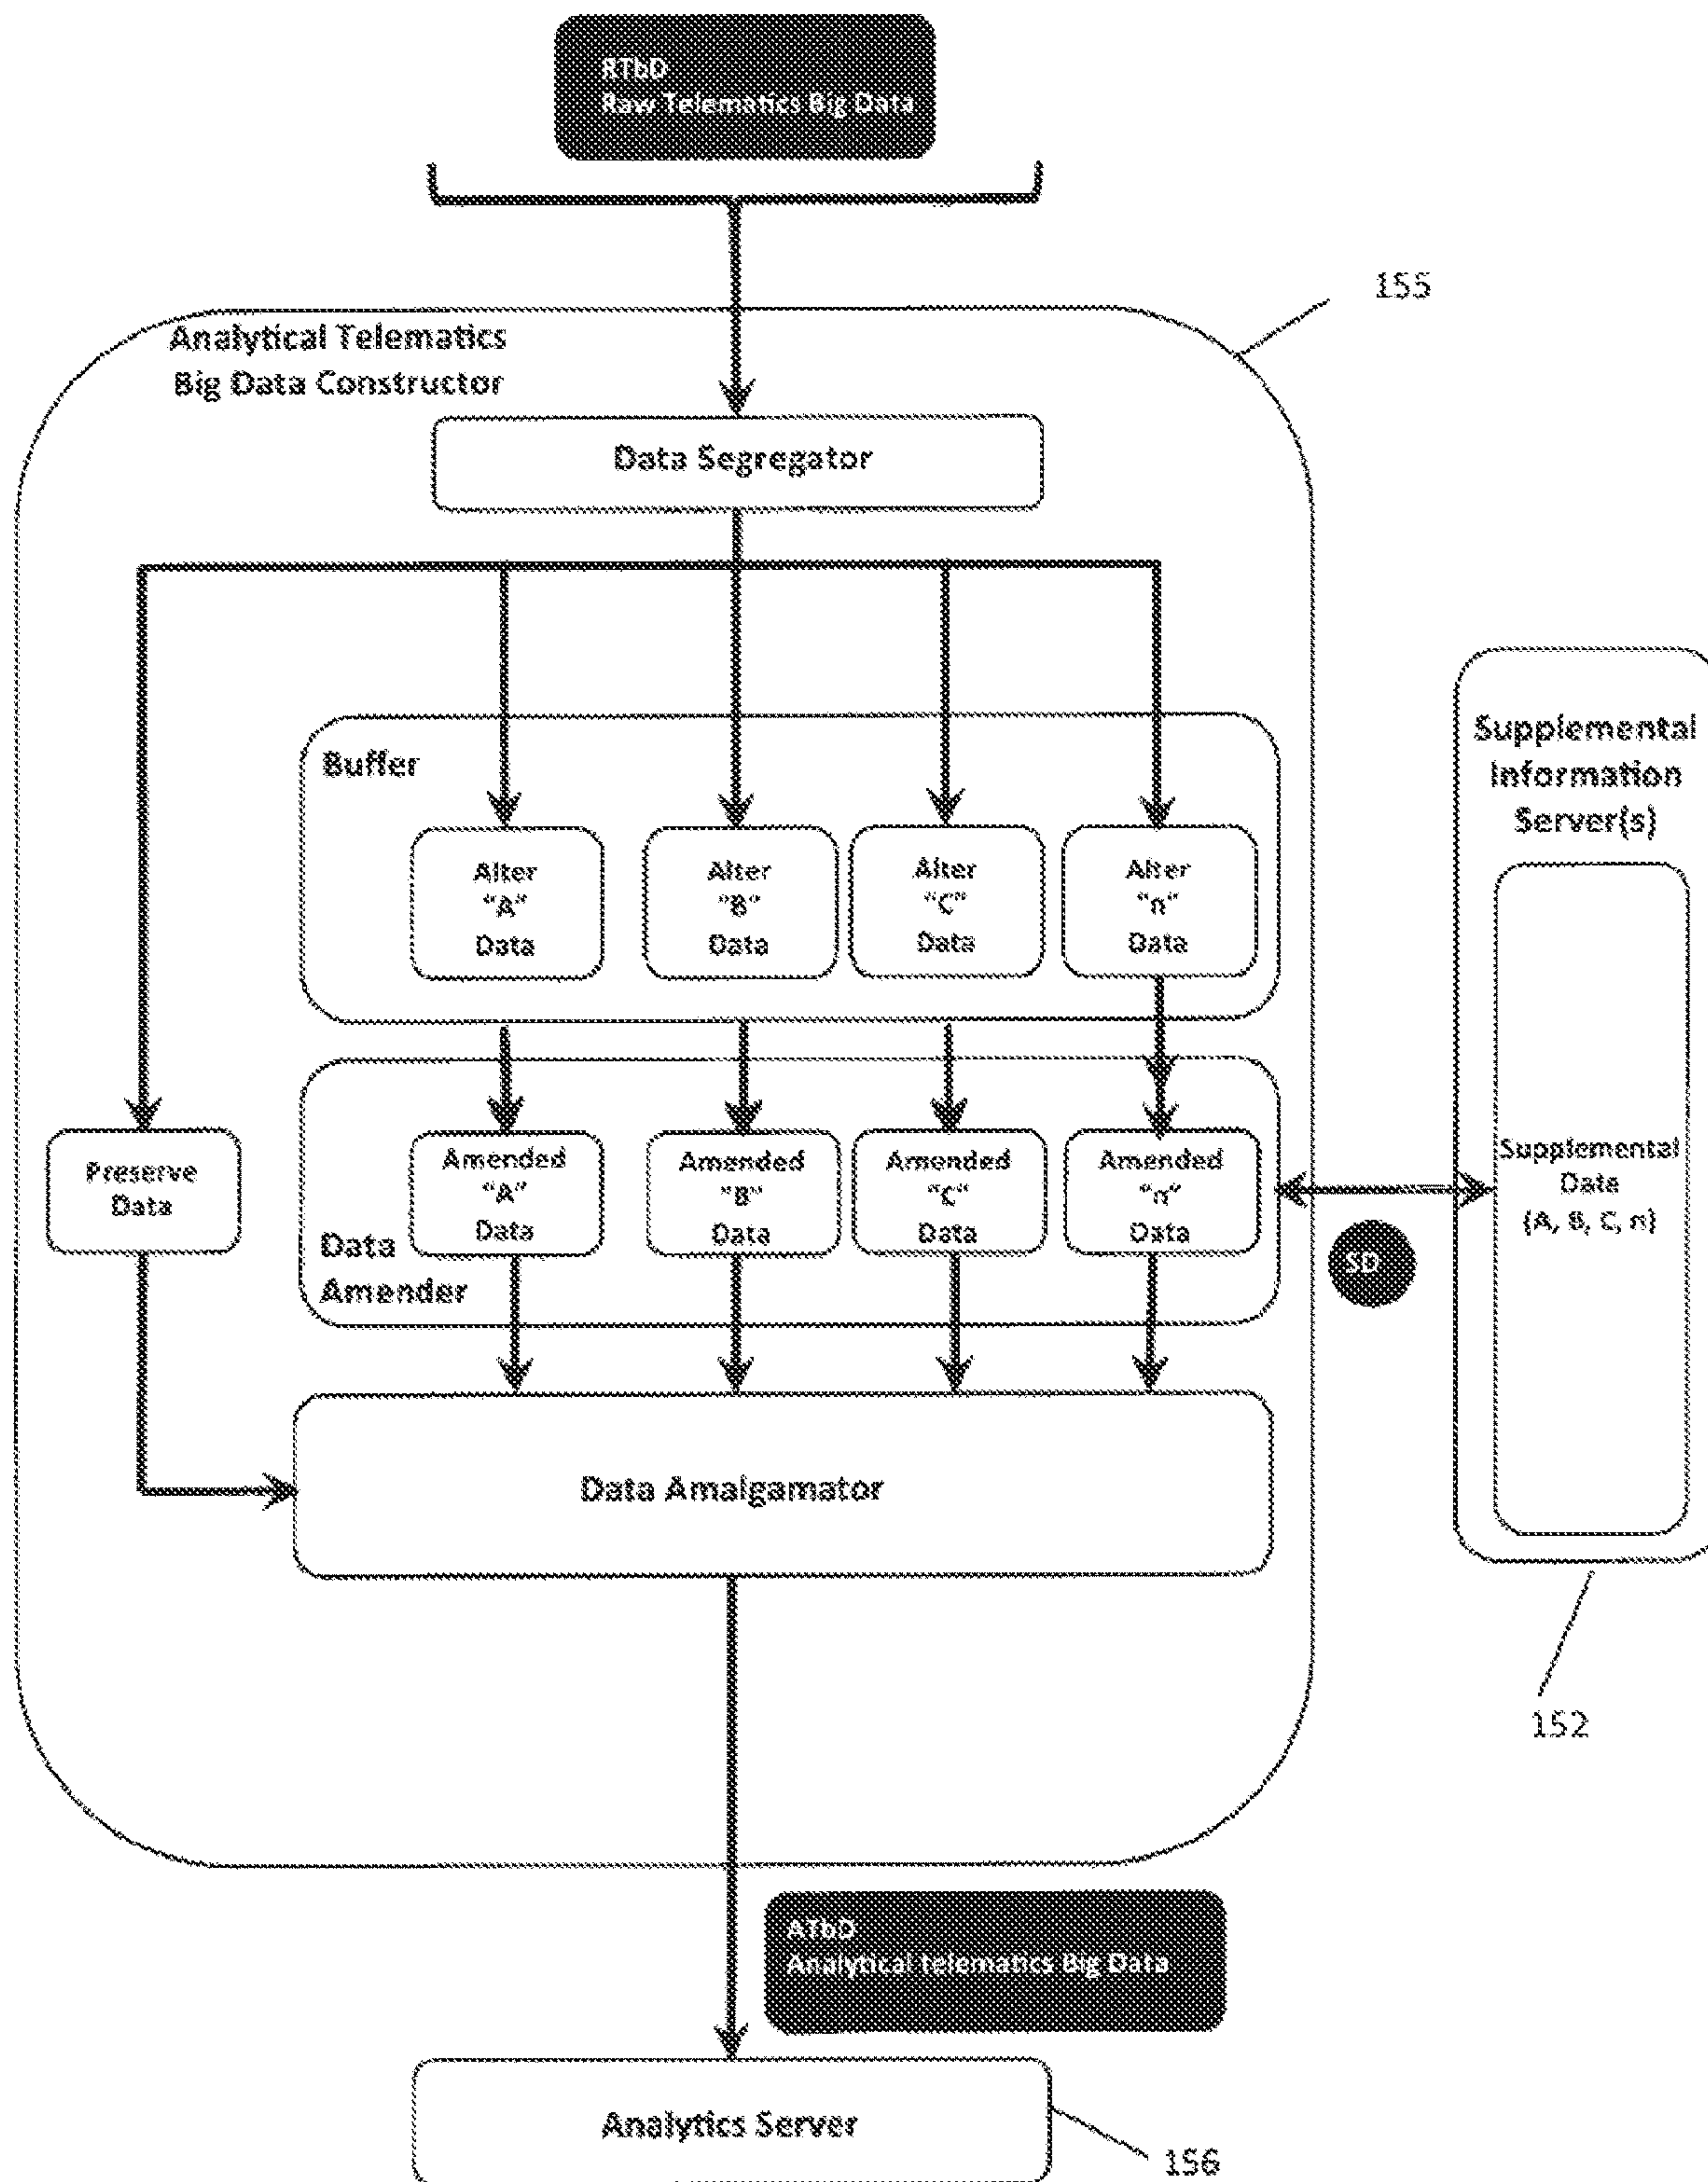 RTbD
Raw Telematics Big Data
155
Analytical Telematics
Big Data Constructor
Data Segregator
Buffer
Alter
"A"
Data
Alter
"B"
Data
Alter
"C"
Data
Alter
"n"
Data
Supplemental
Information
Server(s)
Preserve
Data
Data
Amender
Amended
"A"
Data
Amended
"B"
Data
Amended
"C"
Data
Amended
"n"
Data
SD
Supplemental
Data
(A, B, C, n)
Data Amalgamator
152
ATbD
Analytical telematics Big Data
Analytics Server
156